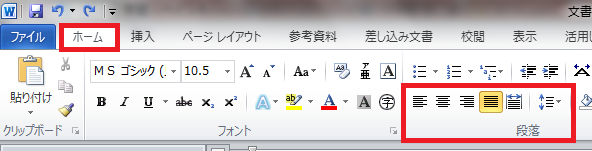 文書
ファイル ホーム 挿入 ページ レイアウト 参考資料 差し込み文書 校閲 表示 活用し
ＭＳ ゴシック (. 10.5 A A Aa ア亜
貼り付け B I U abc x₂ x² A ab A A 字
クリップボード フォント 段落